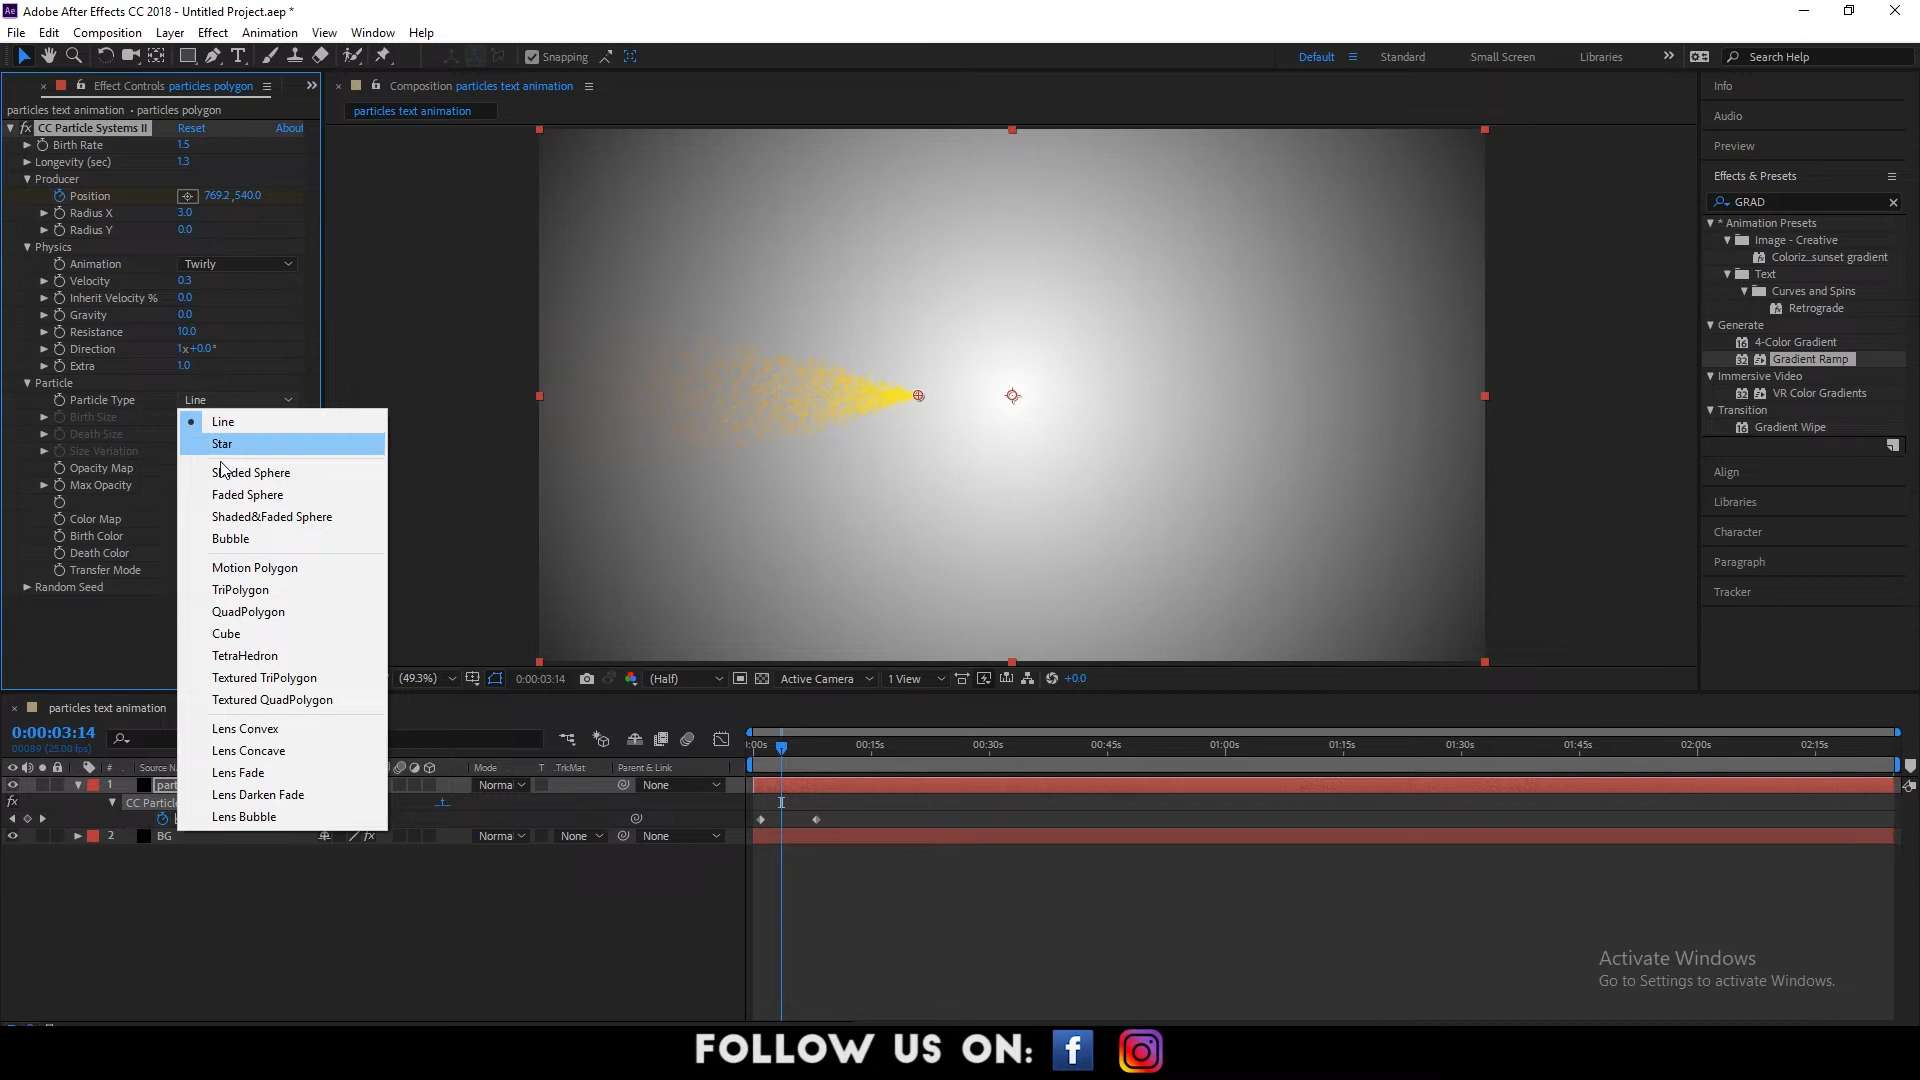 Ae Adobe After Effects CC 2018 - Untitled Project.aep *
File Edit Composition Layer Effect Animation View Window Help
Snapping Default Standard Small Screen Libraries Search Help
Effect Controls particles polygon
particles text animation • particles polygon
CC Particle Systems II Reset About
Birth Rate 1.5
Longevity (sec) 1.3
Producer
Position 769.2 ,540.0
Radius X 3.0
Radius Y 0.0
Physics
Animation Twirly
Velocity 0.3
Inherit Velocity % 0.0
Gravity 0.0
Resistance 10.0
Direction 1x+0.0°
Extra 1.0
Particle
Particle Type Line
Birth Size
Death Size
Size Variation
Opacity Map
Max Opacity
Color Map
Birth Color
Death Color
Transfer Mode
Random Seed
Line
Star
Shaded Sphere
Faded Sphere
Shaded&Faded Sphere
Bubble
Motion Polygon
TriPolygon
QuadPolygon
Cube
TetraHedron
Textured TriPolygon
Textured QuadPolygon
Lens Convex
Lens Concave
Lens Fade
Lens Darken Fade
Lens Bubble
Composition particles text animation
particles text animation
(49.3%) 0:00:03:14 (Half) Active Camera 1 View +0.0
Info
Audio
Preview
Effects & Presets
GRAD
* Animation Presets
Image - Creative
Coloriz...sunset gradient
Text
Curves and Spins
Retrograde
Generate
4-Color Gradient
Gradient Ramp
Immersive Video
VR Color Gradients
Transition
Gradient Wipe
Align
Libraries
Character
Paragraph
Tracker
particles text animation
0:00:03:14
00089 (25.00 fps)
:00s 00:15s 00:30s 00:45s 01:00s 01:15s 01:30s 01:45s 02:00s 02:15s
# Source N Mode T .TrkMat Parent & Link
1 part Norma None
CC Particle
2 BG Norma None None
Activate Windows
Go to Settings to activate Windows.
FOLLOW US ON: f